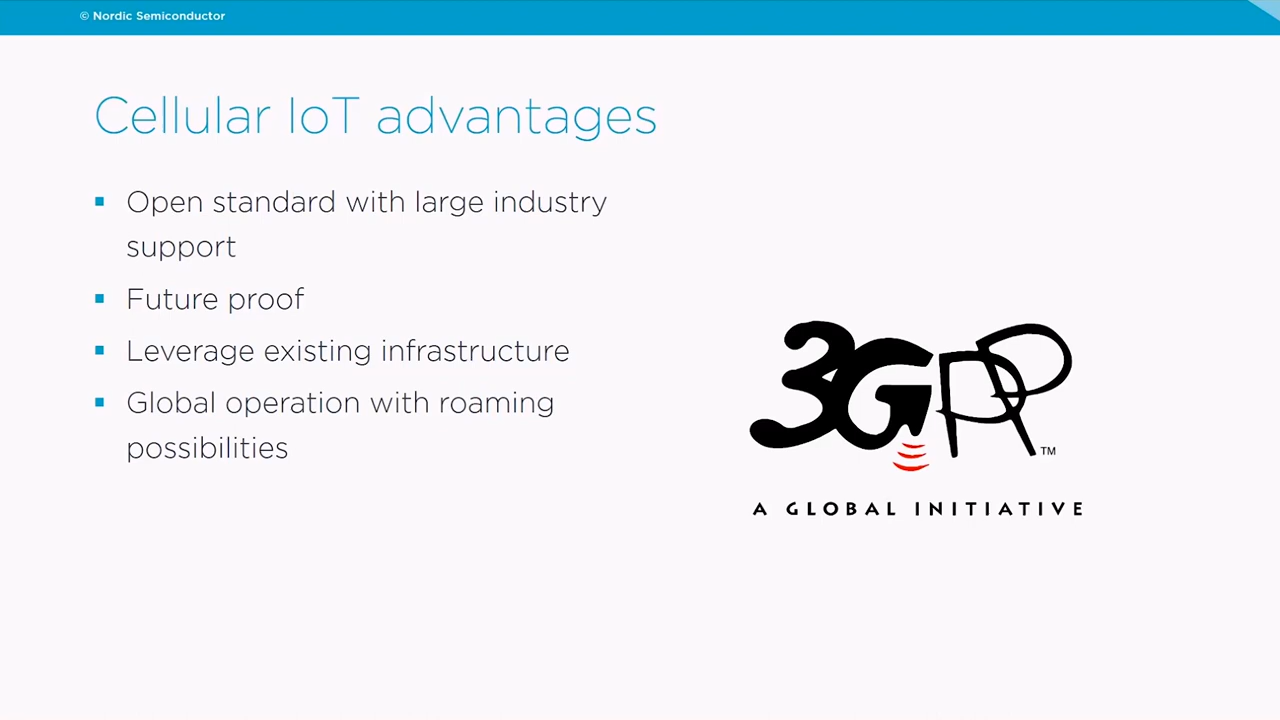 © Nordic Semiconductor
Cellular IoT advantages
▪ Open standard with large industry
support
▪ Future proof
▪ Leverage existing infrastructure
▪ Global operation with roaming
possibilities
3GPP
TM
A GLOBAL INITIATIVE